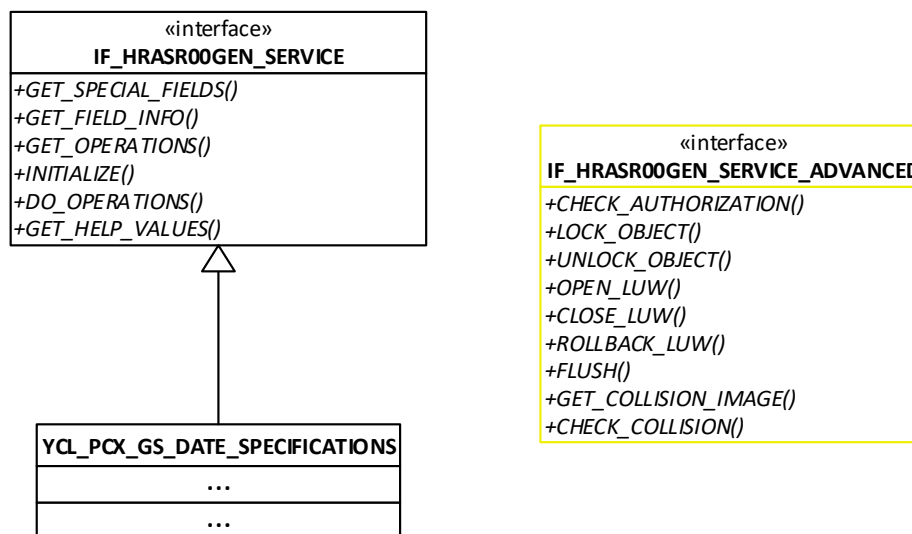 «interface»
IF_HRASR00GEN_SERVICE
+GET_SPECIAL_FIELDS()
+GET_FIELD_INFO()
+GET_OPERATIONS()
+INITIALIZE()
+DO_OPERATIONS()
+GET_HELP_VALUES()
«interface»
IF_HRASR00GEN_SERVICE_ADVANCED
+CHECK_AUTHORIZATION()
+LOCK_OBJECT()
+UNLOCK_OBJECT()
+OPEN_LUW()
+CLOSE_LUW()
+ROLLBACK_LUW()
+FLUSH()
+GET_COLLISION_IMAGE()
+CHECK_COLLISION()
YCL_PCX_GS_DATE_SPECIFICATIONS
...
...